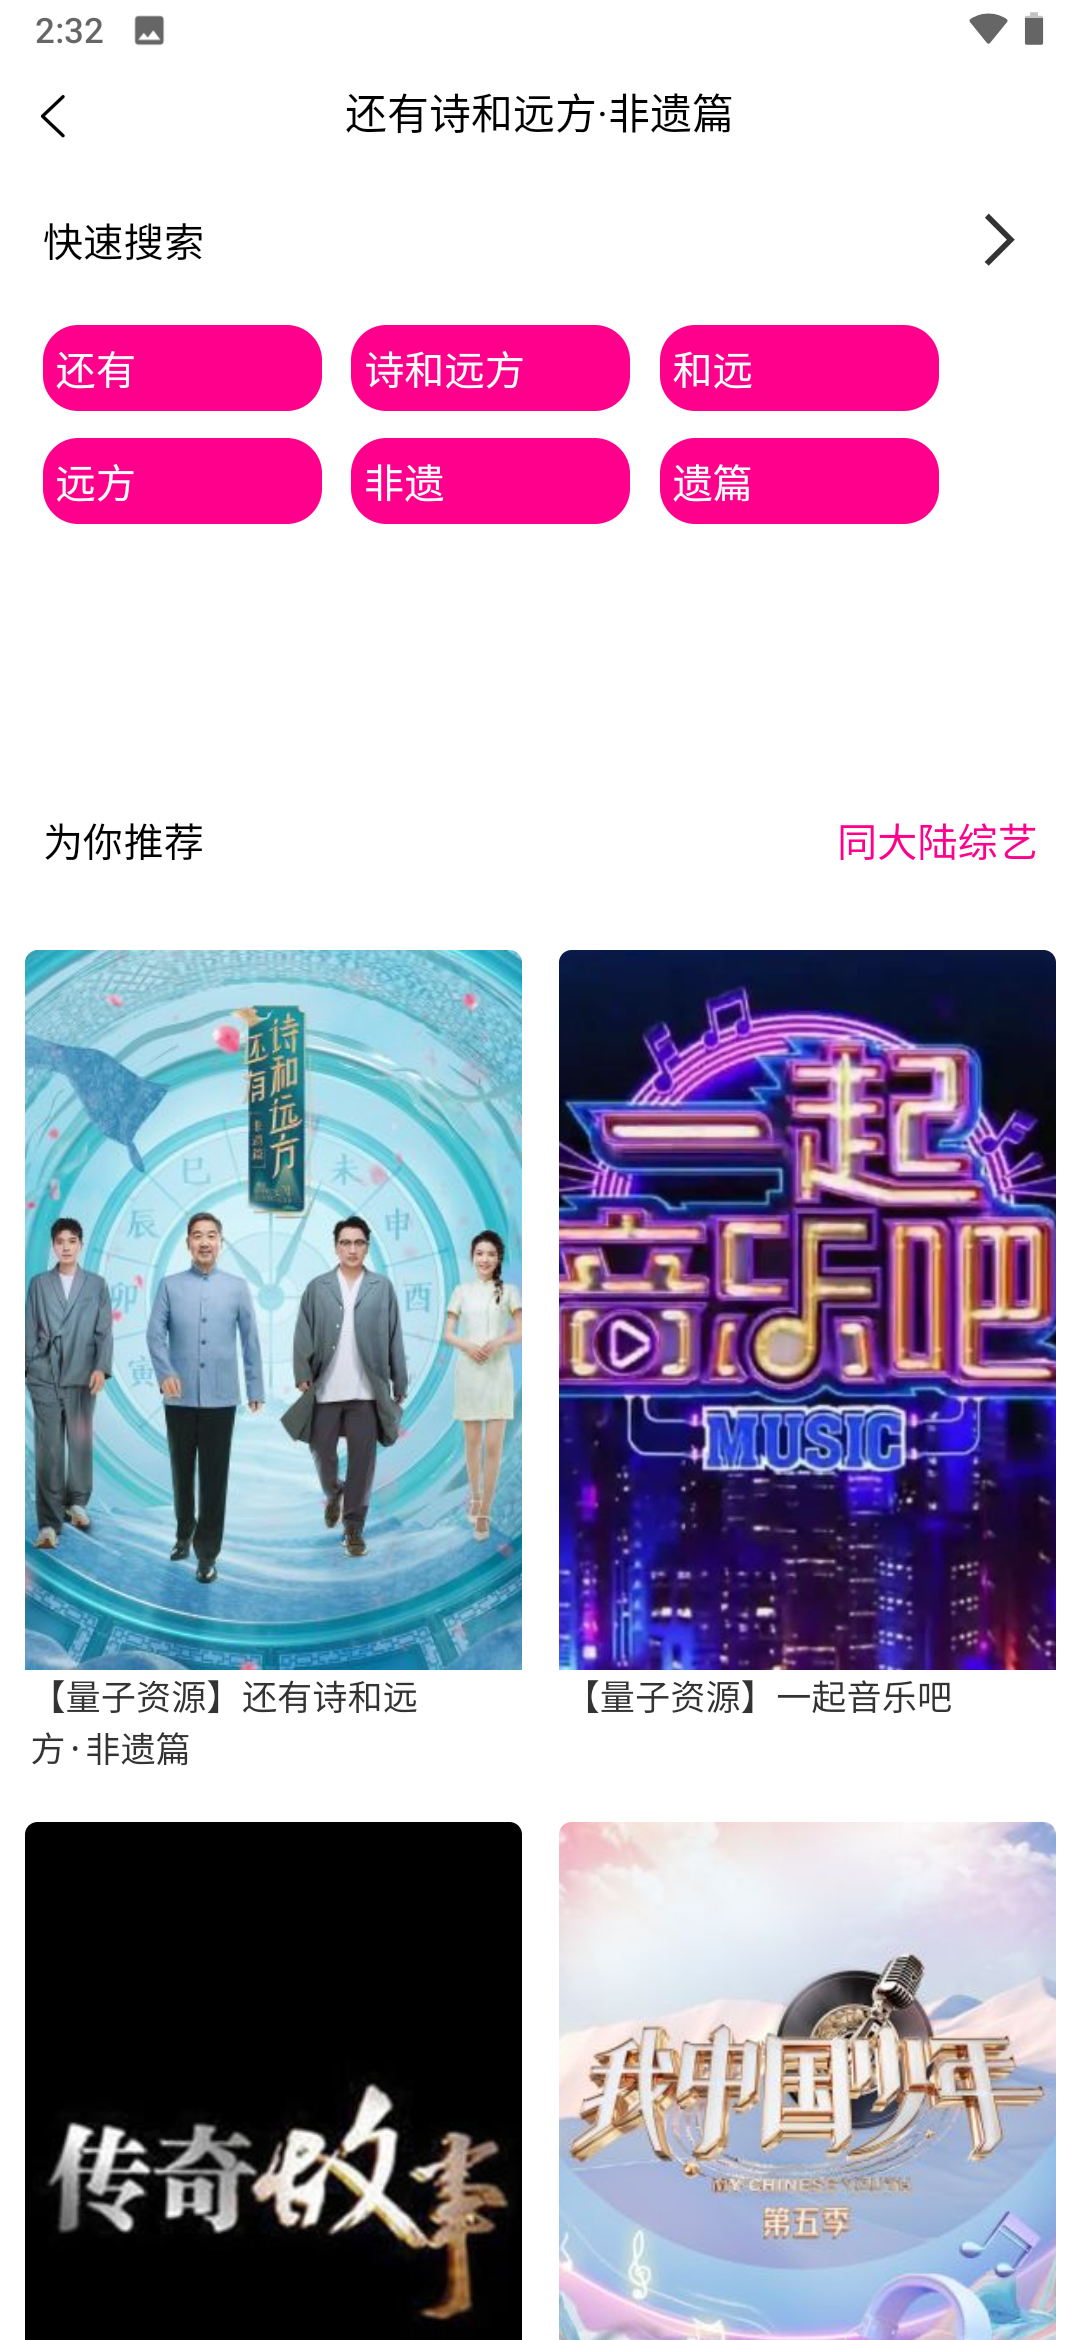 2:32
还有诗和远方·非遗篇
快速搜索
还有
诗和远方
和远
远方
非遗
遗篇
为你推荐
同大陆综艺
还有
诗和远方
非遗篇
巳
未
辰
申
卯
酉
寅
一起
音乐吧
MUSIC
【量子资源】还有诗和远
方·非遗篇
【量子资源】一起音乐吧
传奇故事
我中国少年
MY CHINESE YOUTH
第五季